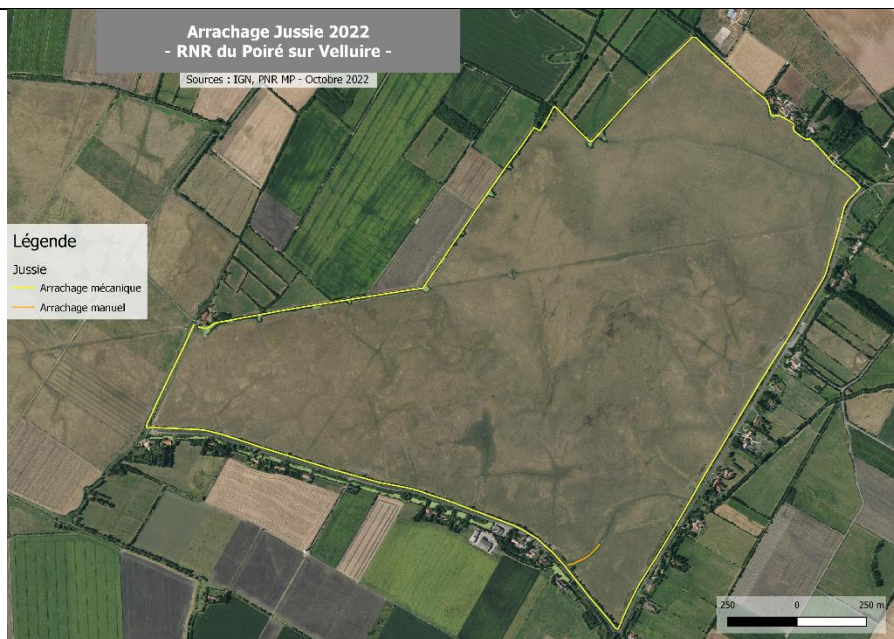 Arrachage Jussie 2022
- RNR du Poiré sur Velluire -
Sources : IGN, PNR MP - Octobre 2022
Légende
Jussie
Arrachage mécanique
Arrachage manuel
250 0 250 m